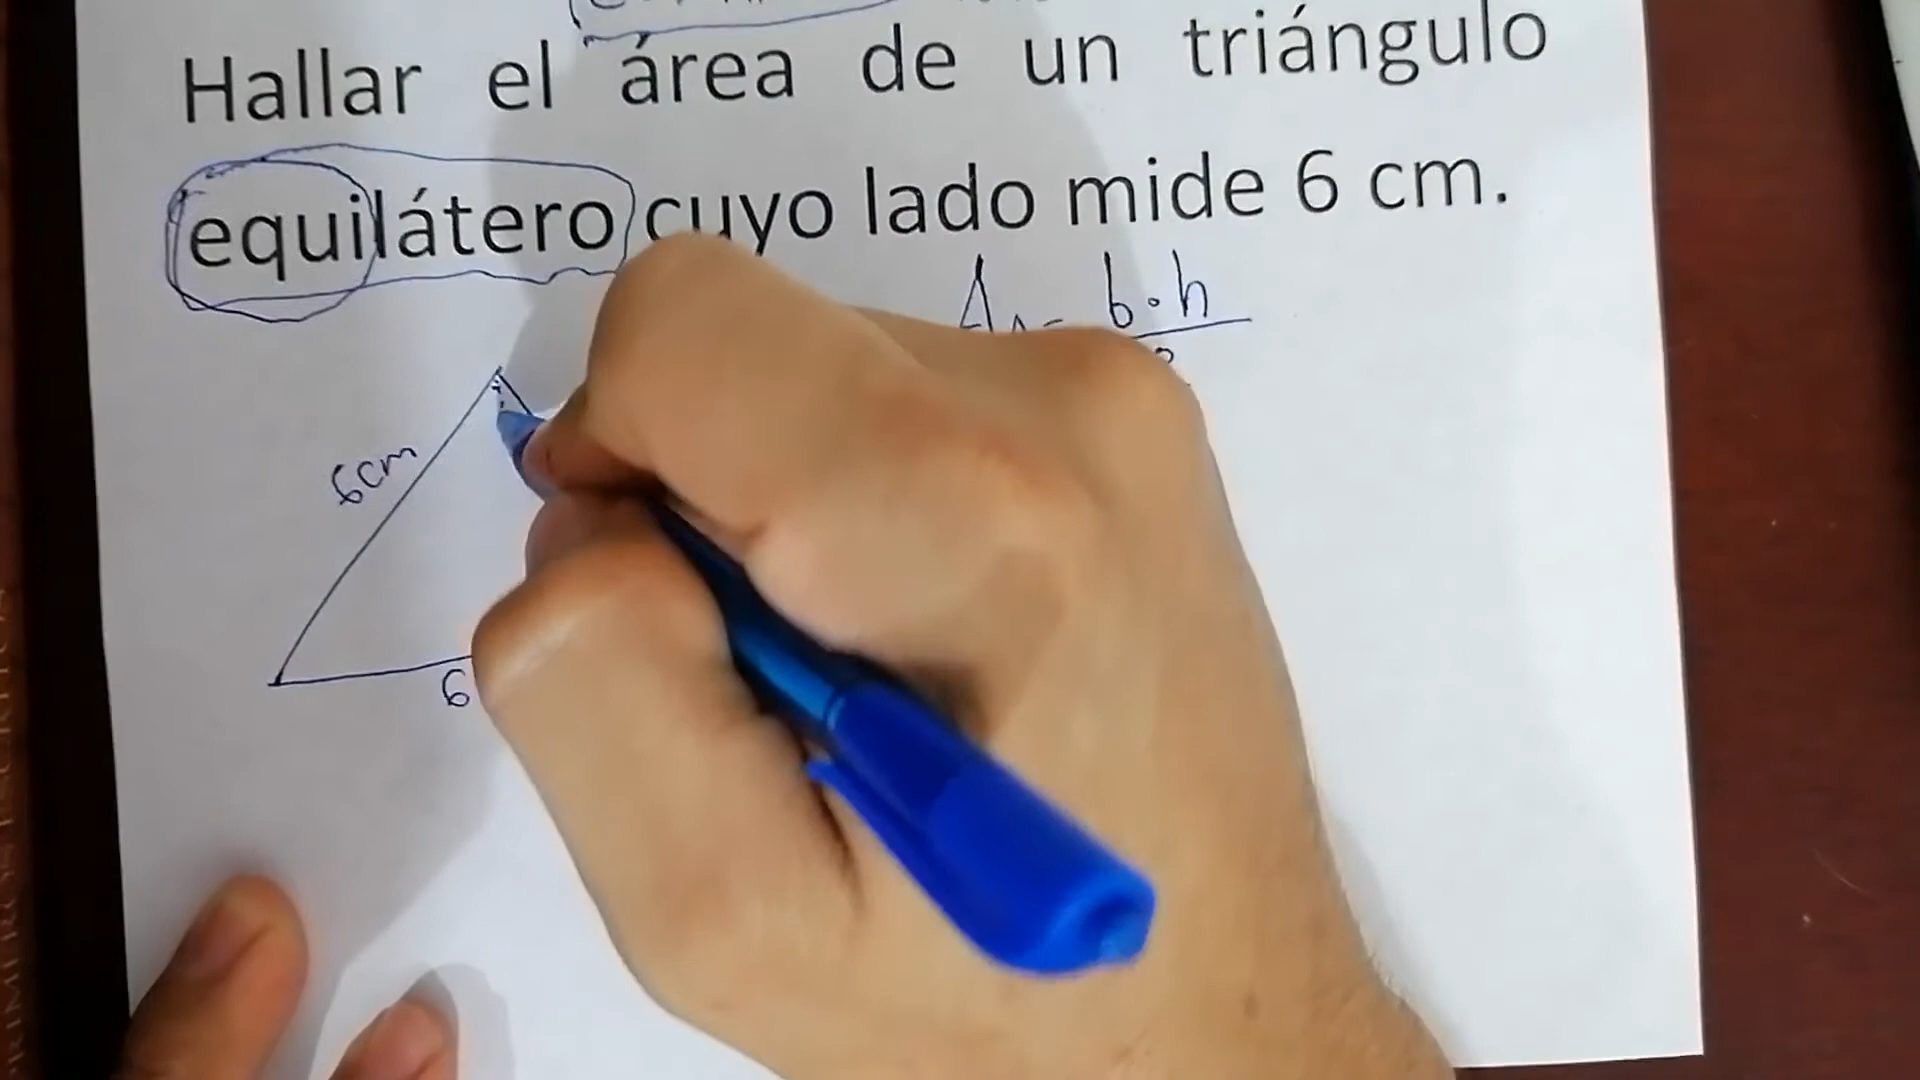 Hallar el área de un triángulo
equilátero cuyo lado mide 6 cm.
A△ = b·h
6cm
6